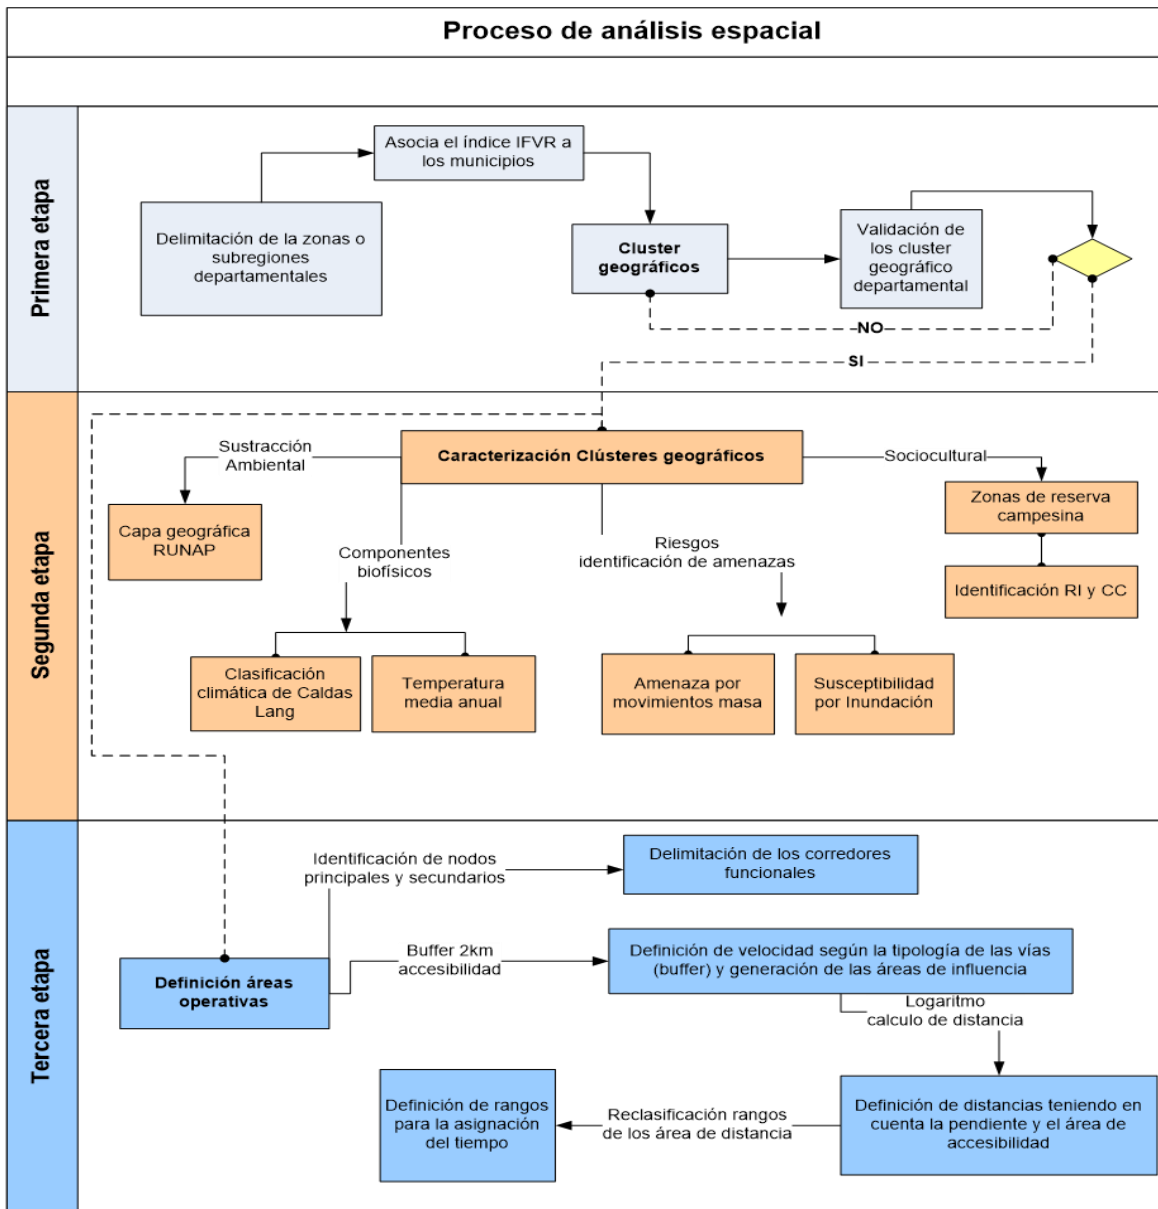 Proceso de análisis espacial
Primera etapa
Asocia el índice IFVR a
los municipios
Delimitación de la zonas o
subregiones
departamentales
Cluster
geográficos
Validación de
los cluster
geográfico
departamental
NO
SI
Segunda etapa
Caracterización Clústeres geográficos
Sustracción
Ambiental
Sociocultural
Capa geográfica
RUNAP
Zonas de reserva
campesina
Componentes
biofísicos
Riesgos
identificación de amenazas
Identificación RI y CC
Clasificación
climática de Caldas
Lang
Temperatura
media anual
Amenaza por
movimientos masa
Susceptibilidad
por Inundación
Tercera etapa
Identificación de nodos
principales y secundarios
Delimitación de los corredores
funcionales
Buffer 2km
accesibilidad
Definición de velocidad según la tipología de las vías
(buffer) y generación de las áreas de influencia
Definición áreas
operativas
Logaritmo
calculo de distancia
Definición de rangos
para la asignación
del tiempo
Reclasificación rangos
de los área de distancia
Definición de distancias teniendo en
cuenta la pendiente y el área de
accesibilidad